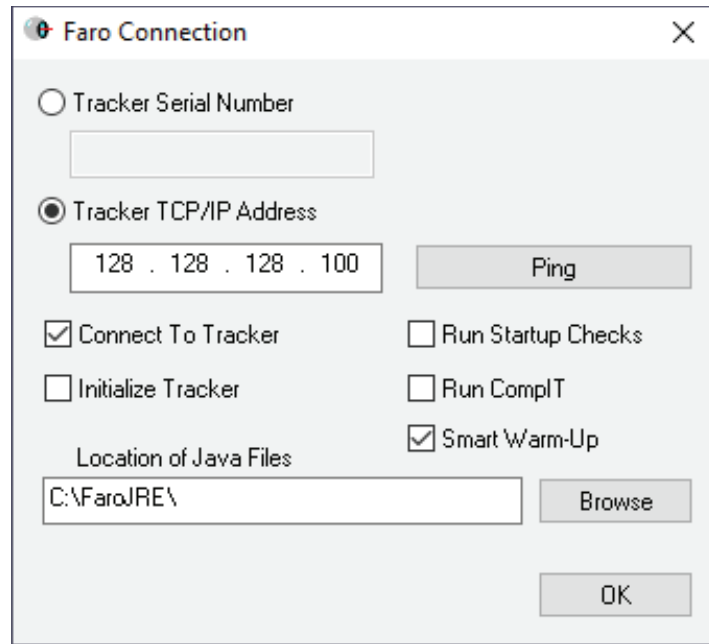 Faro Connection
Tracker Serial Number
Tracker TCP/IP Address
128 . 128 . 128 . 100
Ping
Connect To Tracker
Run Startup Checks
Initialize Tracker
Run CompIT
Smart Warm-Up
Location of Java Files
C:\FaroJRE\
Browse
OK